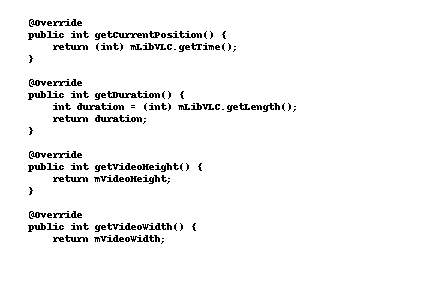 @Override
public int getCurrentPosition() {
return (int) mLibVLC.getTime();
}
@Override
public int getDuration() {
int duration = (int) mLibVLC.getLength();
return duration;
}
@Override
public int getVideoHeight() {
return mVideoHeight;
}
@Override
public int getVideoWidth() {
return mVideoWidth;